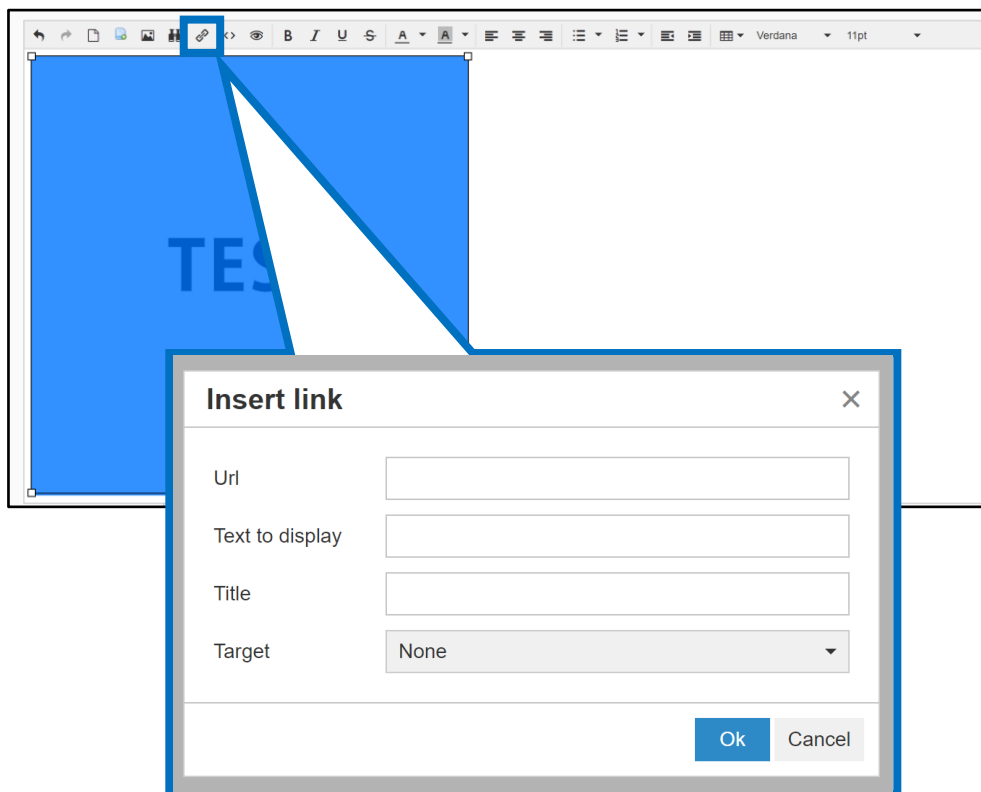 B I U S A A Verdana 11pt
TES
Insert link
Url
Text to display
Title
Target None
Ok Cancel